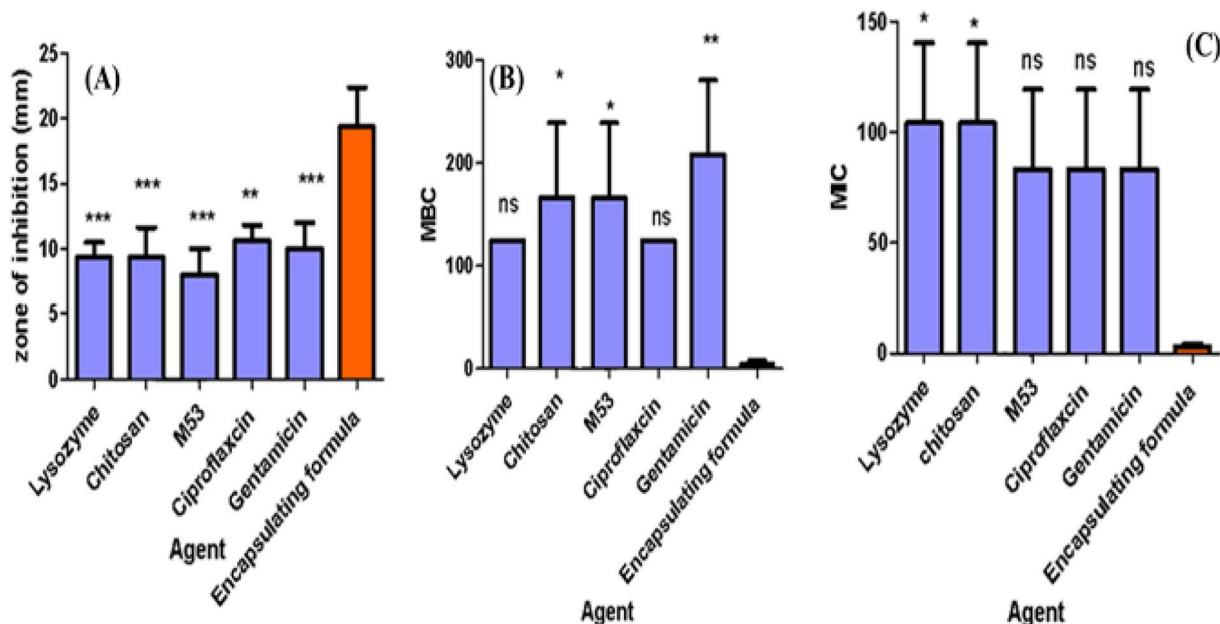 (A)
zone of inhibition (mm)
25
20
15
10
5
0
***
***
***
**
***
Lysozyme
Chitosan
M53
Ciproflaxcin
Gentamicin
Encapsulating formula
Agent
(B)
MBC
300
200
100
0
ns
*
*
ns
**
Lysozyme
Chitosan
M53
Ciproflaxcin
Gentamicin
Encapsulating formula
Agent
(C)
MIC
150
100
50
0
*
*
ns
ns
ns
Lysozyme
chitosan
M53
Ciproflaxcin
Gentamicin
Encapsulating formula
Agent